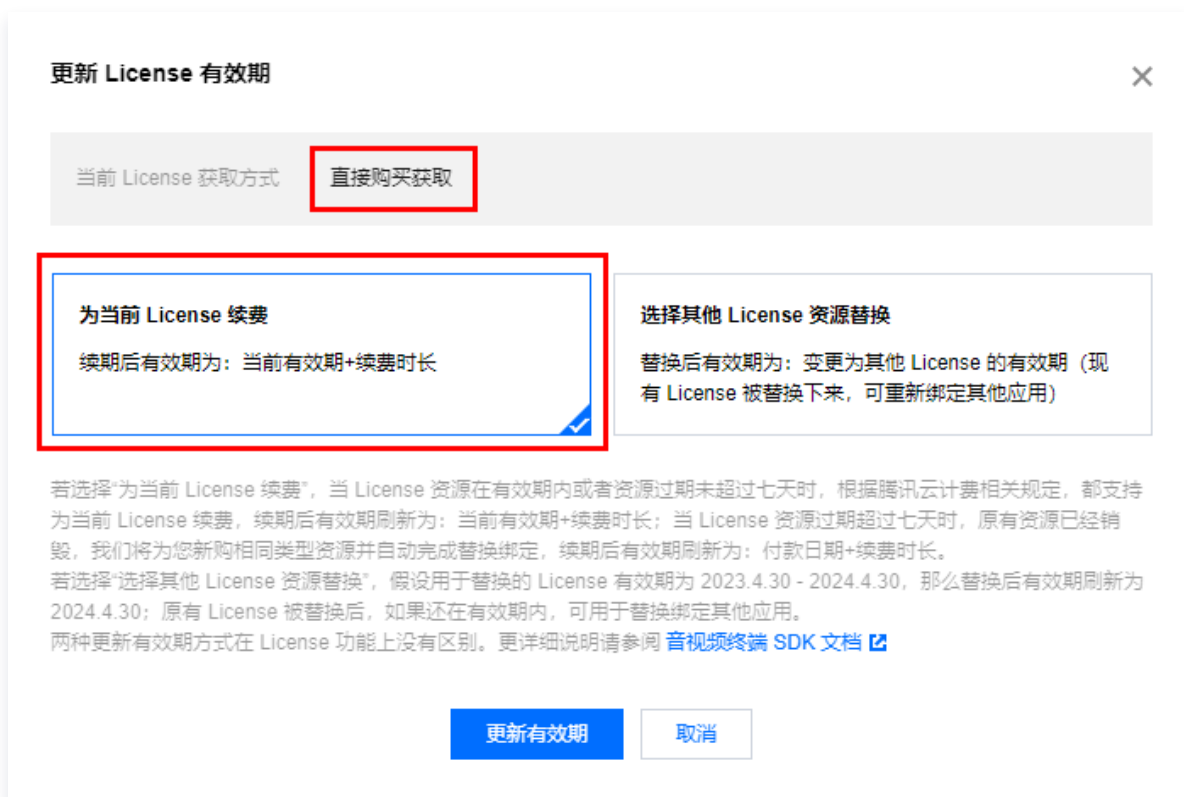 更新 License 有效期
当前 License 获取方式 直接购买获取
为当前 License 续费
续期后有效期为：当前有效期+续费时长
选择其他 License 资源替换
替换后有效期为：变更为其他 License 的有效期（现
有 License 被替换下来，可重新绑定其他应用）
若选择“为当前 License 续费”，当 License 资源在有效期内或者资源过期未超过七天时，根据腾讯云计费相关规定，都支持
为当前 License 续费，续期后有效期刷新为：当前有效期+续费时长；当 License 资源过期超过七天时，原有资源已经销
毁，我们将为您新购相同类型资源并自动完成替换绑定，续期后有效期刷新为：付款日期+续费时长。
若选择“选择其他 License 资源替换”，假设用于替换的 License 有效期为 2023.4.30 - 2024.4.30，那么替换后有效期刷新为
2024.4.30；原有 License 被替换后，如果还在有效期内，可用于替换绑定其他应用。
两种更新有效期方式在 License 功能上没有区别。更详细说明请参阅 音视频终端 SDK 文档
更新有效期 取消